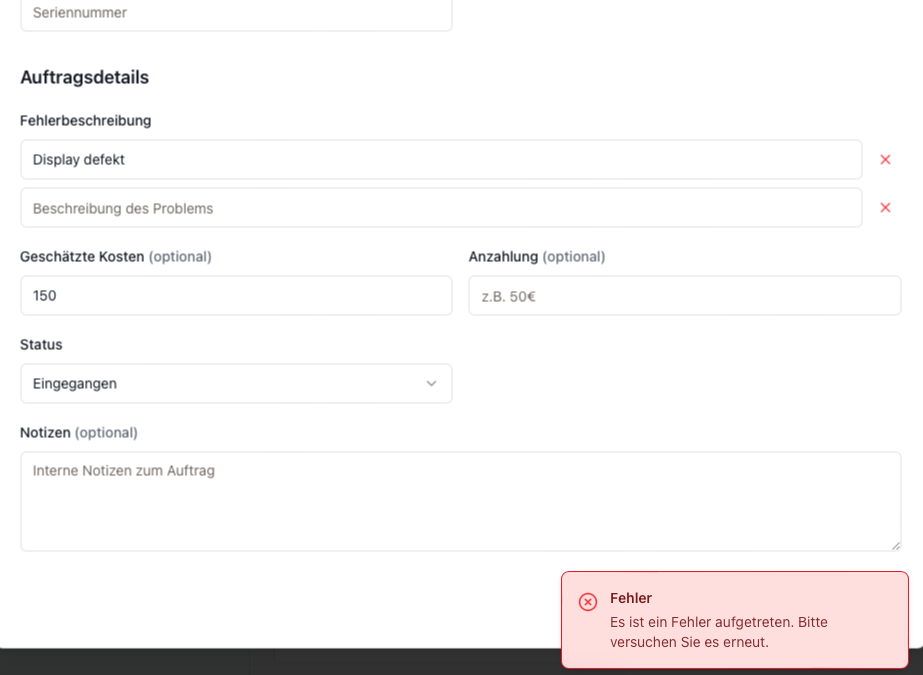 Seriennummer
Auftragsdetails
Fehlerbeschreibung
Display defekt
Beschreibung des Problems
Geschätzte Kosten (optional)
Anzahlung (optional)
150
z.B. 50€
Status
Eingegangen
Notizen (optional)
Interne Notizen zum Auftrag
Fehler
Es ist ein Fehler aufgetreten. Bitte
versuchen Sie es erneut.